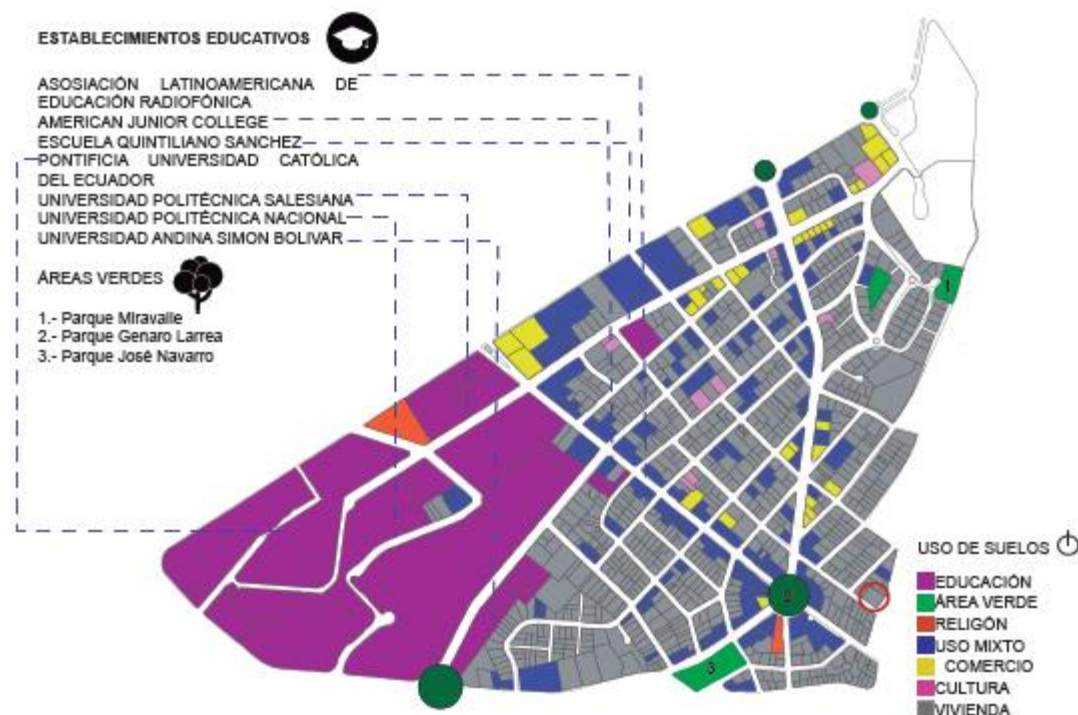 ESTABLECIMIENTOS EDUCATIVOS
ASOSIACIÓN LATINOAMERICANA DE
EDUCACIÓN RADIOFÓNICA
AMERICAN JUNIOR COLLEGE
ESCUELA QUINTILIANO SANCHEZ
PONTIFICIA UNIVERSIDAD CATÓLICA
DEL ECUADOR
UNIVERSIDAD POLITÉCNICA SALESIANA
UNIVERSIDAD POLITÉCNICA NACIONAL
UNIVERSIDAD ANDINA SIMON BOLIVAR
ÁREAS VERDES
1.- Parque Miravalle
2.- Parque Genaro Larrea
3.- Parque José Navarro
1
2
3
USO DE SUELOS
EDUCACIÓN
ÁREA VERDE
RELIGÓN
USO MIXTO
COMERCIO
CULTURA
VIVIENDA